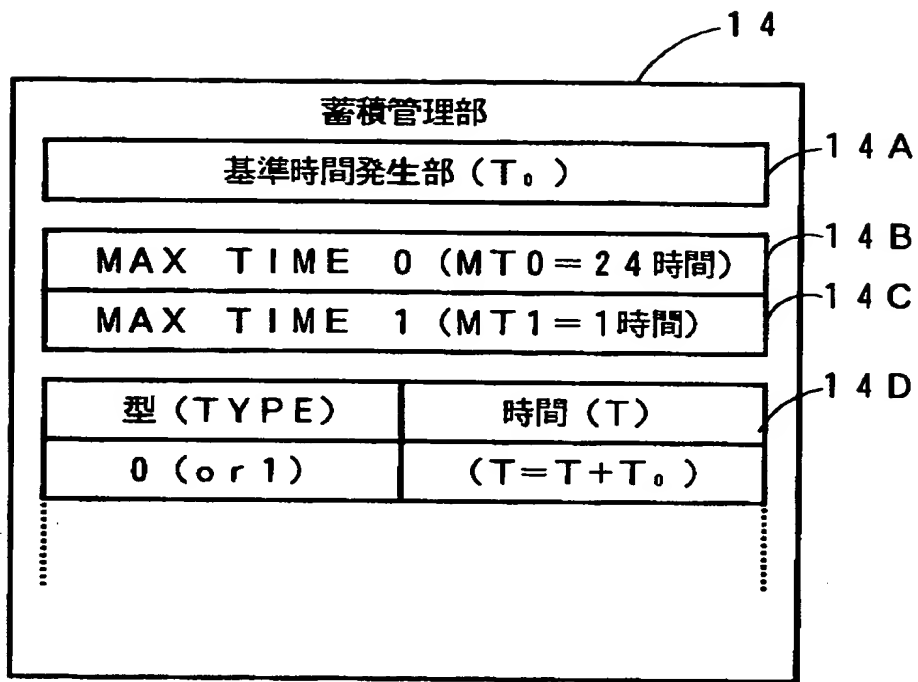 14
蓄積管理部
基準時間発生部(T₀) 14A
MAX TIME 0 (MT0=24時間) 14B
MAX TIME 1 (MT1=1時間) 14C
型(TYPE) 時間(T) 14D
0 (or1) (T=T+T₀)